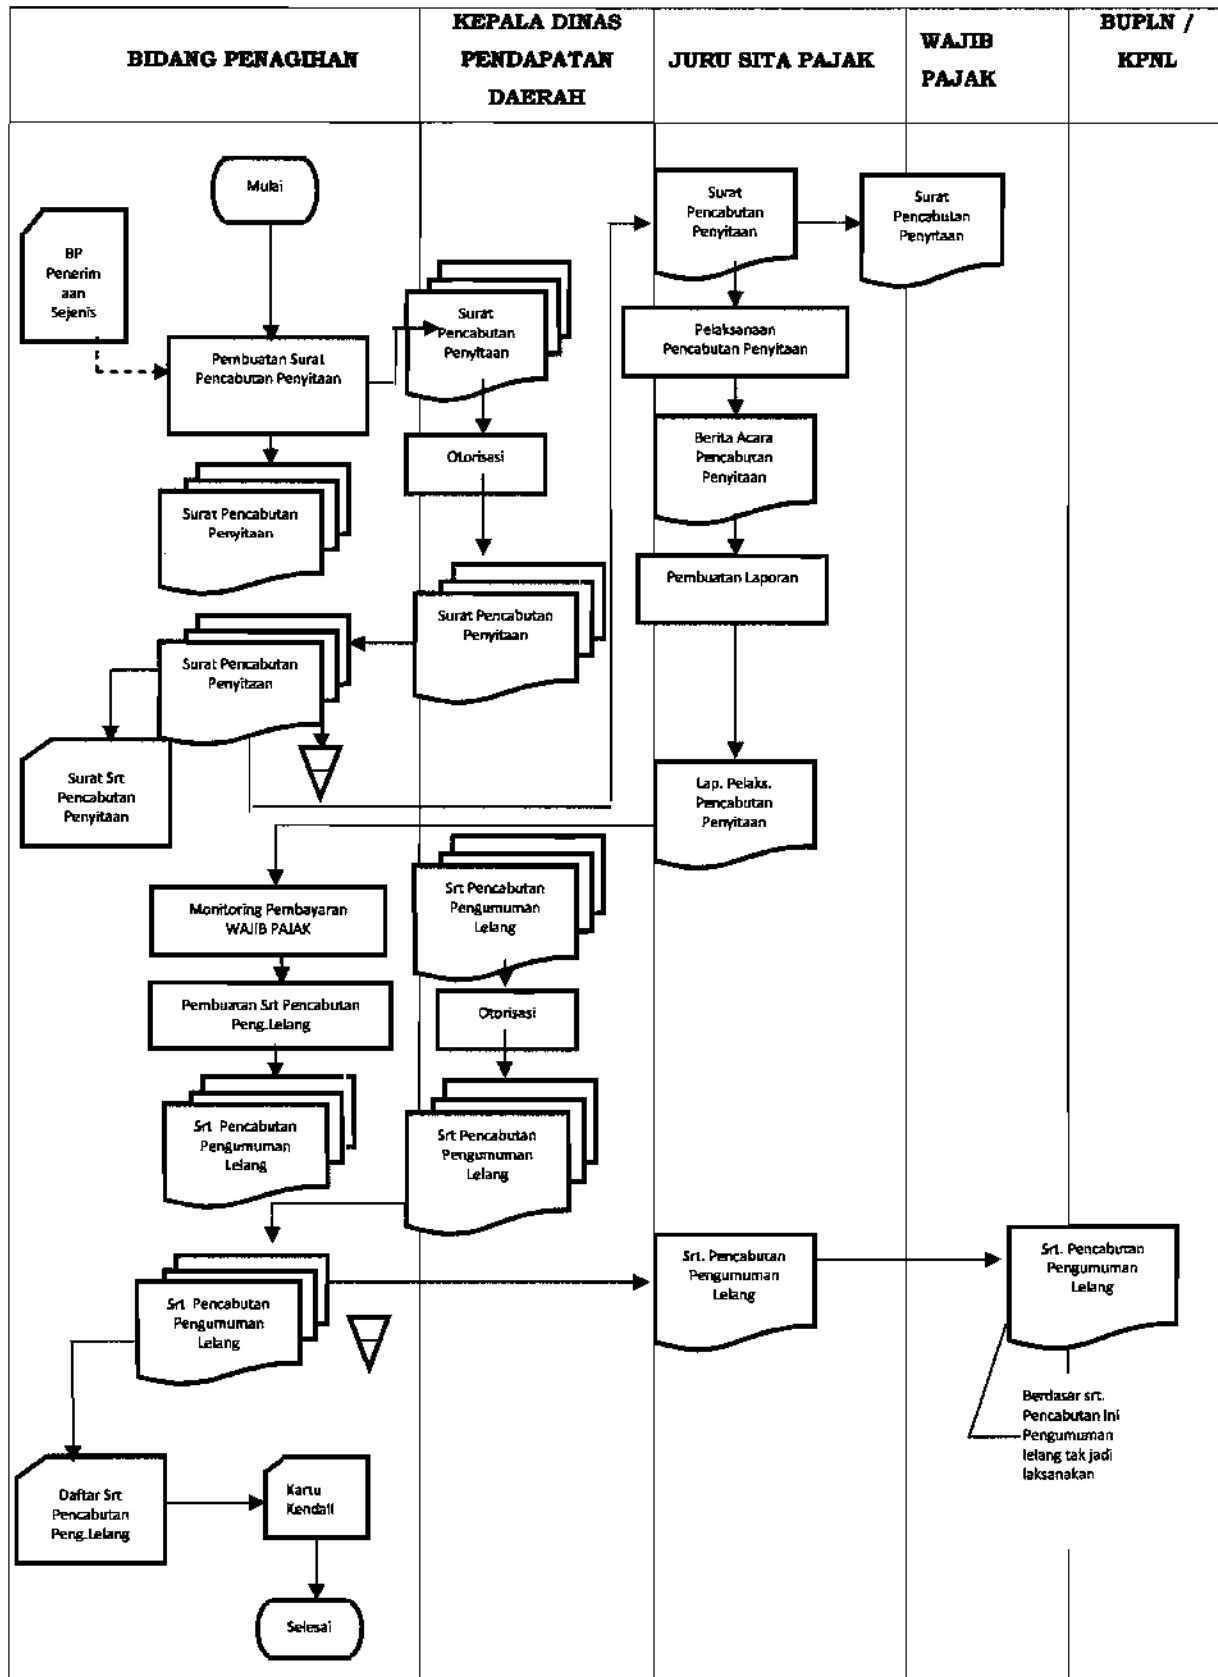 BIDANG PENAGIHAN
KEPALA DINAS
PENDAPATAN
DAERAH
JURU SITA PAJAK
WAJIB
PAJAK
BUPLN /
KPNL
Mulai
BP
Penerim
aan
Sejenis
Pembuatan Surat
Pencabutan Penyitaan
Surat
Pencabutan
Penyitaan
Surat
Pencabutan
Penyitaan
Surat
Pencabutan
Penyitaan
Pelaksanaan
Pencabutan Penyitaan
Otorisasi
Berita Acara
Pencabutan
Penyitaan
Surat Pencabutan
Penyitaan
Pembuatan Laporan
Surat Pencabutan
Penyitaan
Surat Pencabutan
Penyitaan
Surat Srt
Pencabutan
Penyitaan
Lap. Pelaks.
Pencabutan
Penyitaan
Monitoring Pembayaran
WAJIB PAJAK
Srt Pencabutan
Pengumuman
Lelang
Pembuatan Srt Pencabutan
Peng.Lelang
Otorisasi
Srt Pencabutan
Pengumuman
Lelang
Srt Pencabutan
Pengumuman
Lelang
Srt Pencabutan
Pengumuman
Lelang
Srt. Pencabutan
Pengumuman
Lelang
Srt. Pencabutan
Pengumuman
Lelang
Berdasar srt.
Pencabutan ini
Pengumuman
lelang tak jadi
laksanakan
Daftar Srt
Pencabutan
Peng.Lelang
Kartu
Kendali
Selesai